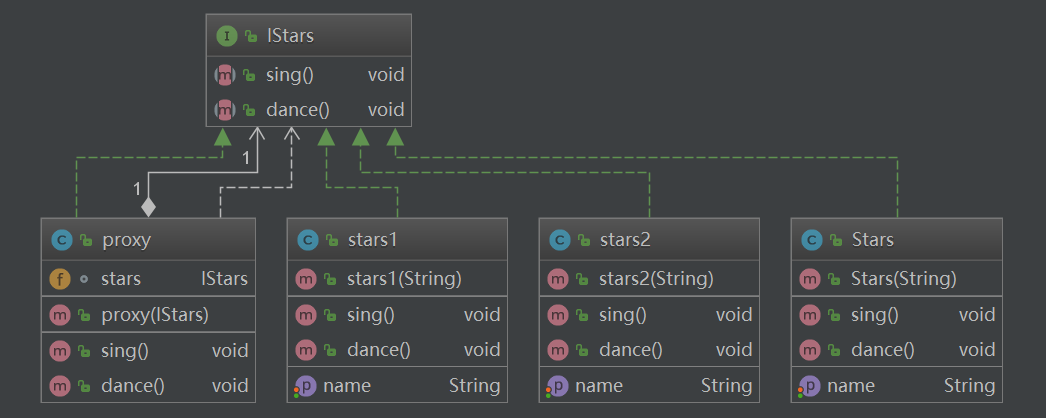 I IStars
m sing() void
m dance() void
1
1
C proxy
f stars IStars
m proxy(IStars)
m sing() void
m dance() void
C stars1
m stars1(String)
m sing() void
m dance() void
p name String
C stars2
m stars2(String)
m sing() void
m dance() void
p name String
C Stars
m Stars(String)
m sing() void
m dance() void
p name String